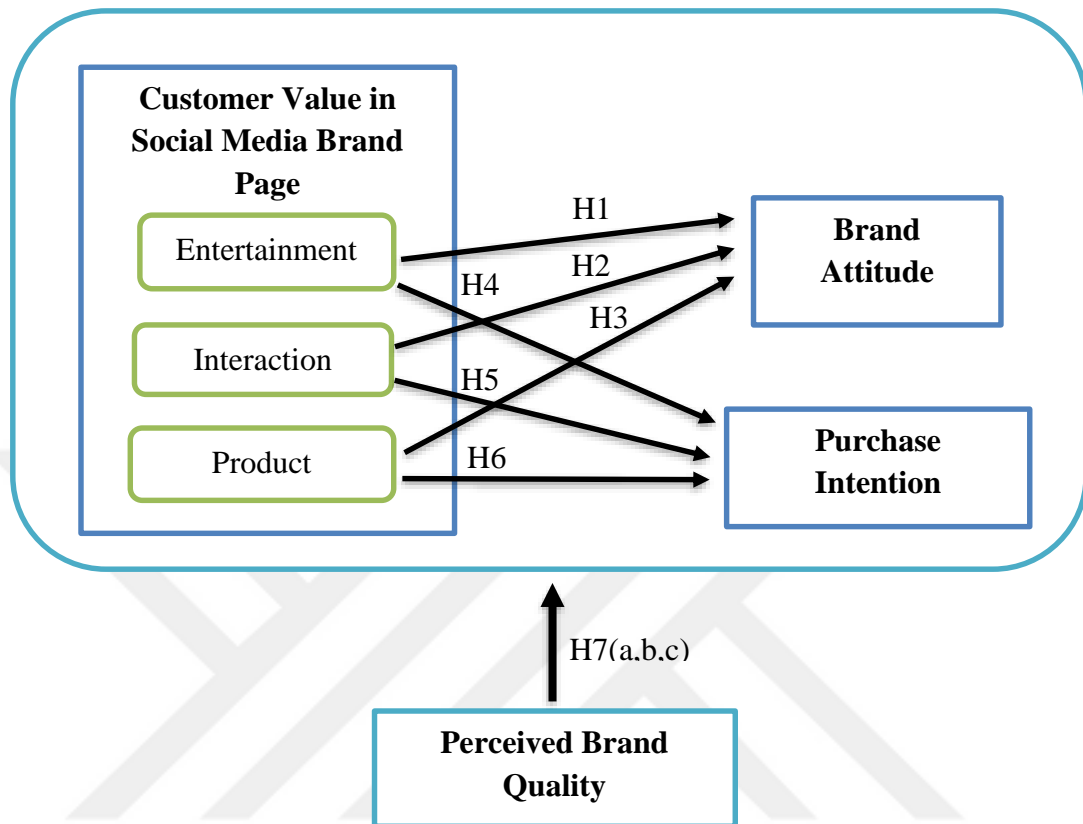 Customer Value in
Social Media Brand
Page
Entertainment
Interaction
Product
H1
H2
H4
H3
H5
H6
Brand
Attitude
Purchase
Intention
H7(a,b,c)
Perceived Brand
Quality